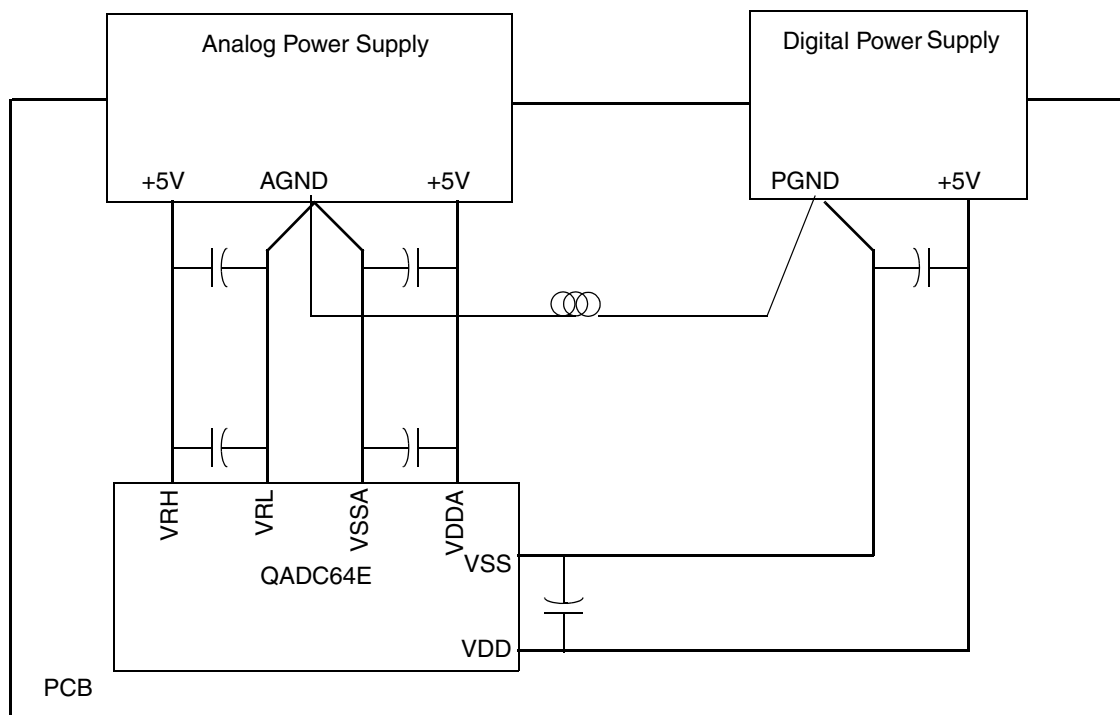 Analog Power Supply
Digital Power Supply
+5V
AGND
+5V
PGND
+5V
VRH
VRL
VSSA
VDDA
VSS
QADC64E
VDD
PCB